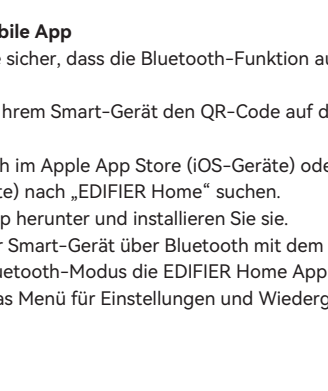 bile App
e sicher, dass die Bluetooth-Funktion au
hrem Smart-Gerät den QR-Code auf d
h im Apple App Store (iOS-Geräte) ode
te) nach „EDIFIER Home“ suchen.
p herunter und installieren Sie sie.
r Smart-Gerät über Bluetooth mit dem
uetooth-Modus die EDIFIER Home App
as Menü für Einstellungen und Wiederg